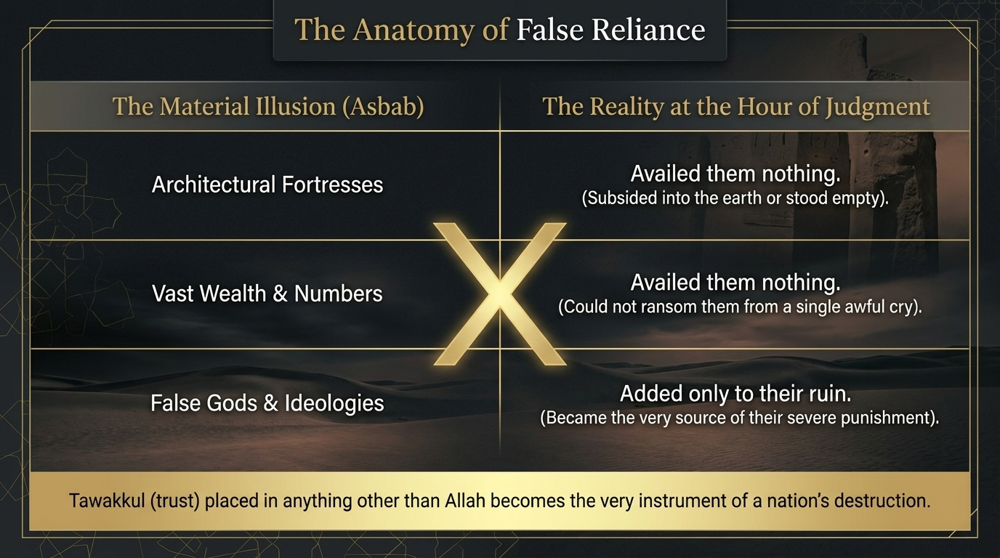 The Anatomy of False Reliance
The Material Illusion (Asbab)
The Reality at the Hour of Judgment
Architectural Fortresses
Availed them nothing.
(Subsided into the earth or stood empty).
Vast Wealth & Numbers
Availed them nothing.
(Could not ransom them from a single awful cry).
False Gods & Ideologies
Added only to their ruin.
(Became the very source of their severe punishment).
Tawakkul (trust) placed in anything other than Allah becomes the very instrument of a nation's destruction.